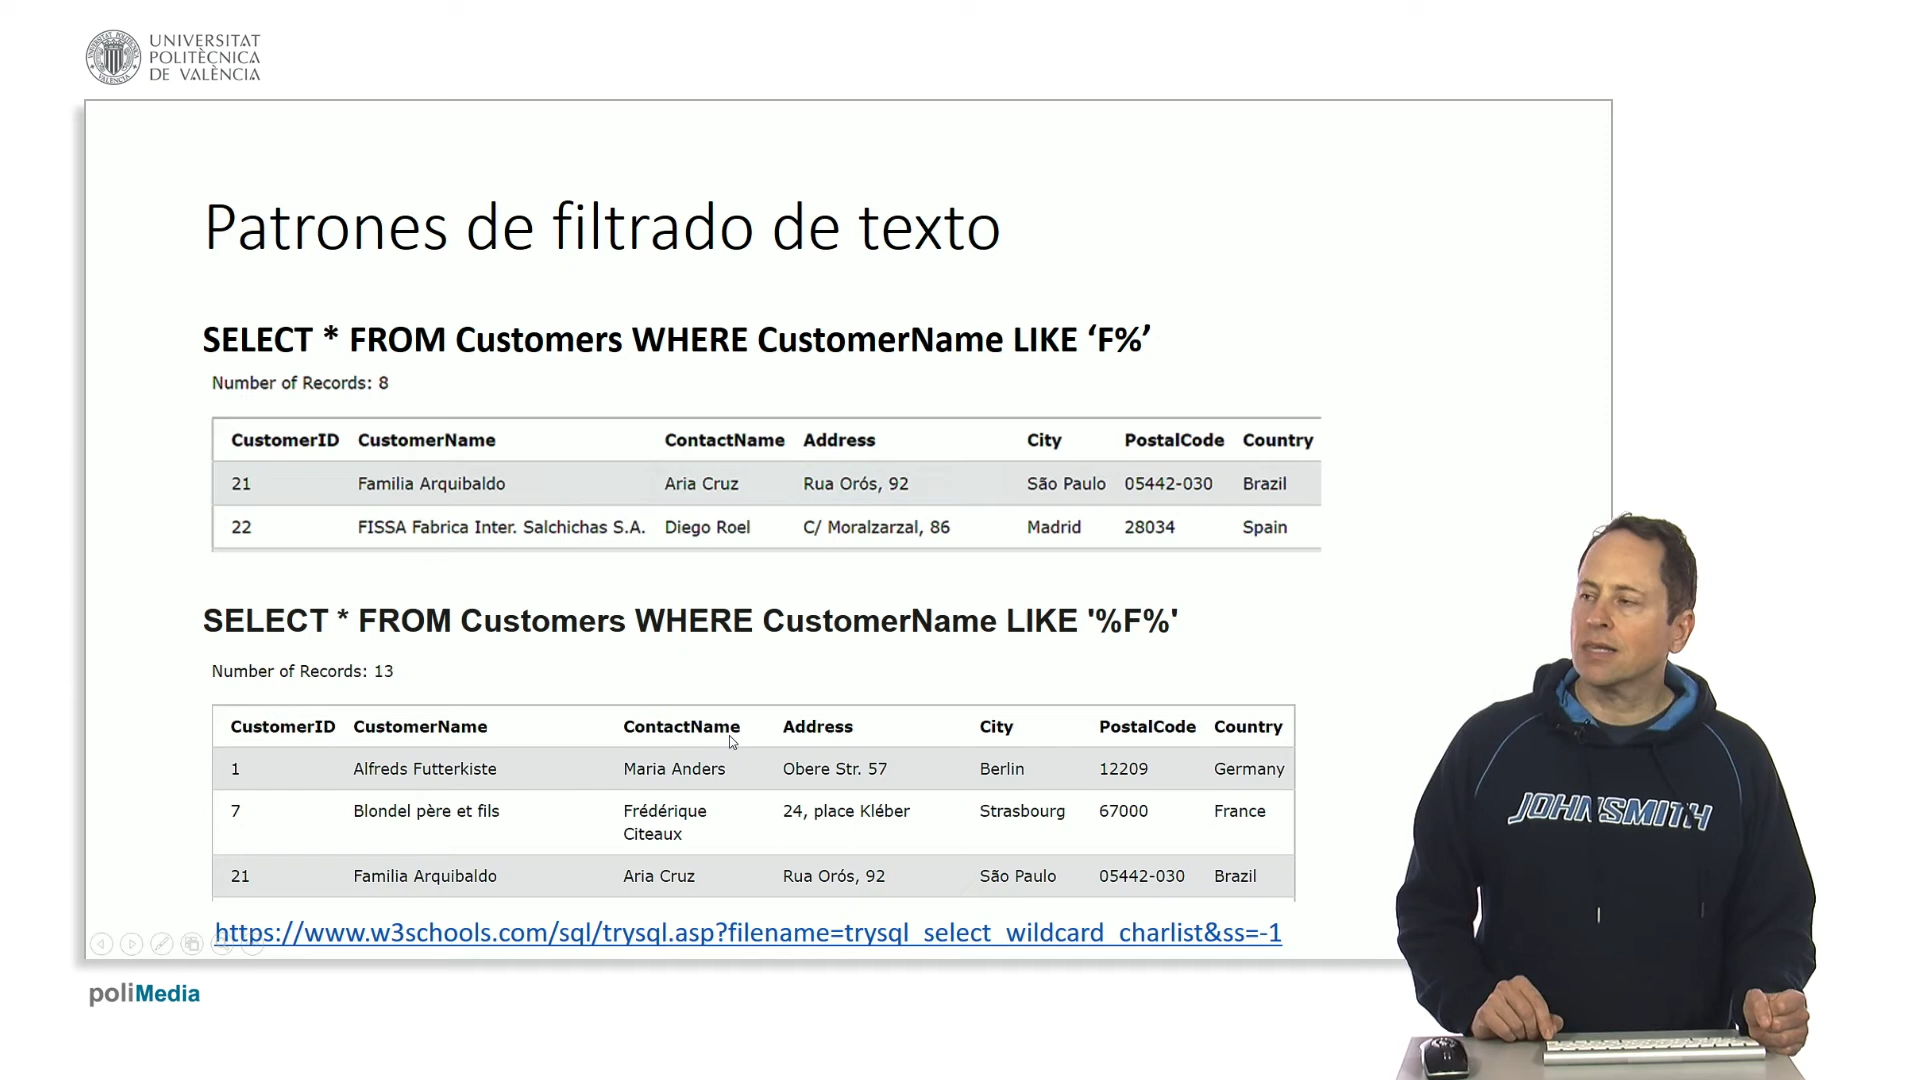 UNIVERSITAT
POLITÈCNICA
DE VALÈNCIA
Patrones de filtrado de texto
SELECT * FROM Customers WHERE CustomerName LIKE ‘F%’
Number of Records: 8
CustomerID CustomerName ContactName Address City PostalCode Country
21 Familia Arquibaldo Aria Cruz Rua Orós, 92 São Paulo 05442-030 Brazil
22 FISSA Fabrica Inter. Salchichas S.A. Diego Roel C/ Moralzarzal, 86 Madrid 28034 Spain
SELECT * FROM Customers WHERE CustomerName LIKE '%F%'
Number of Records: 13
CustomerID CustomerName ContactName Address City PostalCode Country
1 Alfreds Futterkiste Maria Anders Obere Str. 57 Berlin 12209 Germany
7 Blondel père et fils Frédérique 24, place Kléber Strasbourg 67000 France
Citeaux
21 Familia Arquibaldo Aria Cruz Rua Orós, 92 São Paulo 05442-030 Brazil
https://www.w3schools.com/sql/trysql.asp?filename=trysql_select_wildcard_charlist&ss=-1
JOHN SMITH
poliMedia